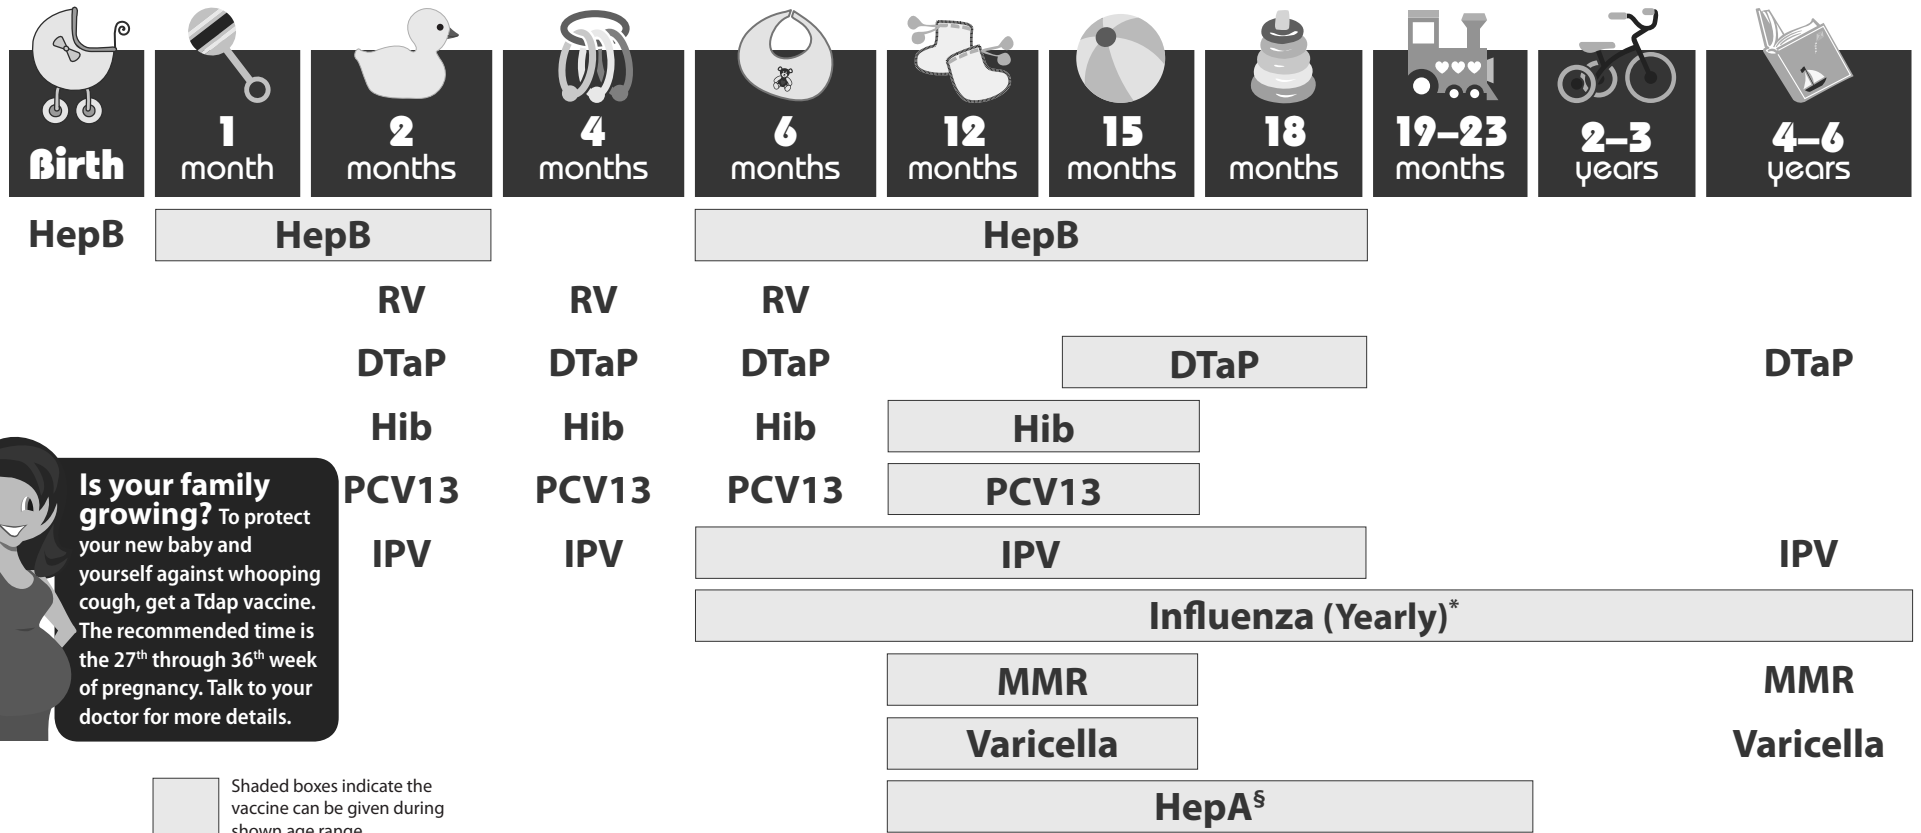 Birth
1
month
2
months
4
months
6
months
12
months
15
months
18
months
19–23
months
2–3
years
4–6
years
HepB HepB HepB
RV RV RV
DTaP DTaP DTaP DTaP DTaP
Hib Hib Hib Hib
PCV13 PCV13 PCV13 PCV13
IPV IPV IPV IPV
Influenza (Yearly)*
MMR MMR
Varicella Varicella
HepA§
Is your family
growing? To protect
your new baby and
yourself against whooping
cough, get a Tdap vaccine.
The recommended time is
the 27th through 36th week
of pregnancy. Talk to your
doctor for more details.
Shaded boxes indicate the
vaccine can be given during
shown age range.